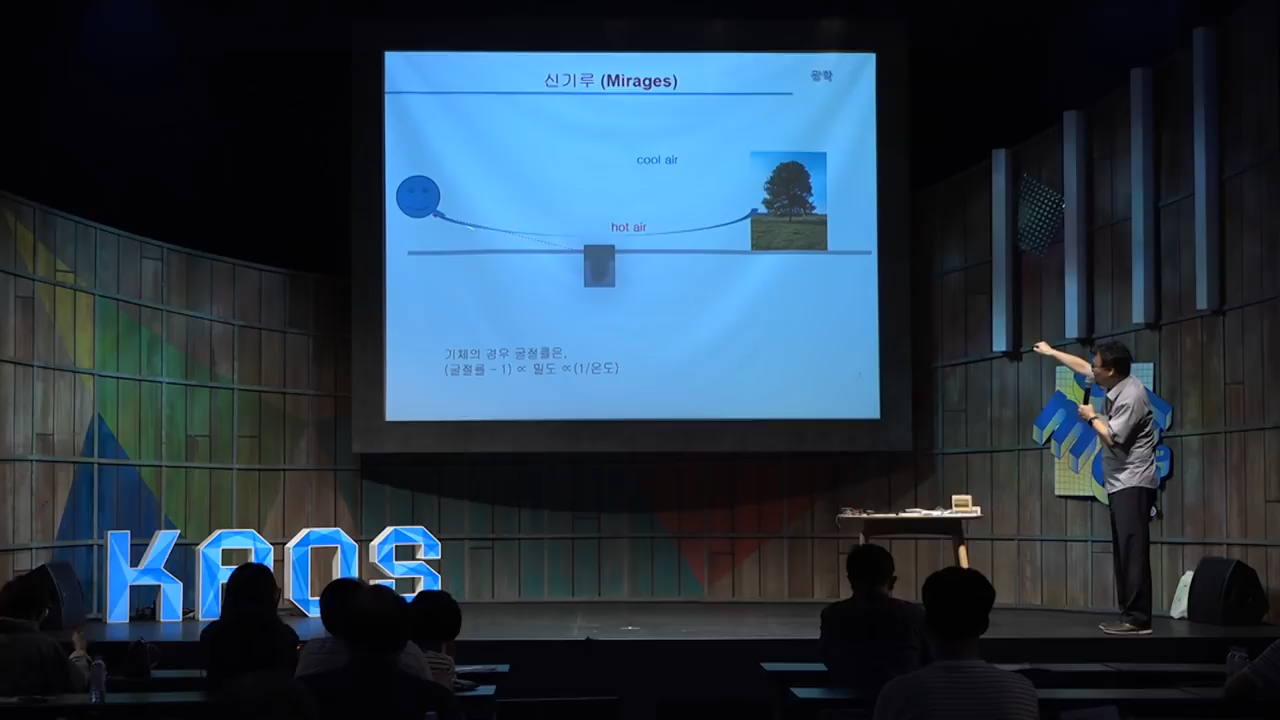 신기루 (Mirages)
광학
cool air
hot air
기체의 경우 굴절률은,
(굴절률 - 1) ∝ 밀도 ∝(1/온도)
KAOS